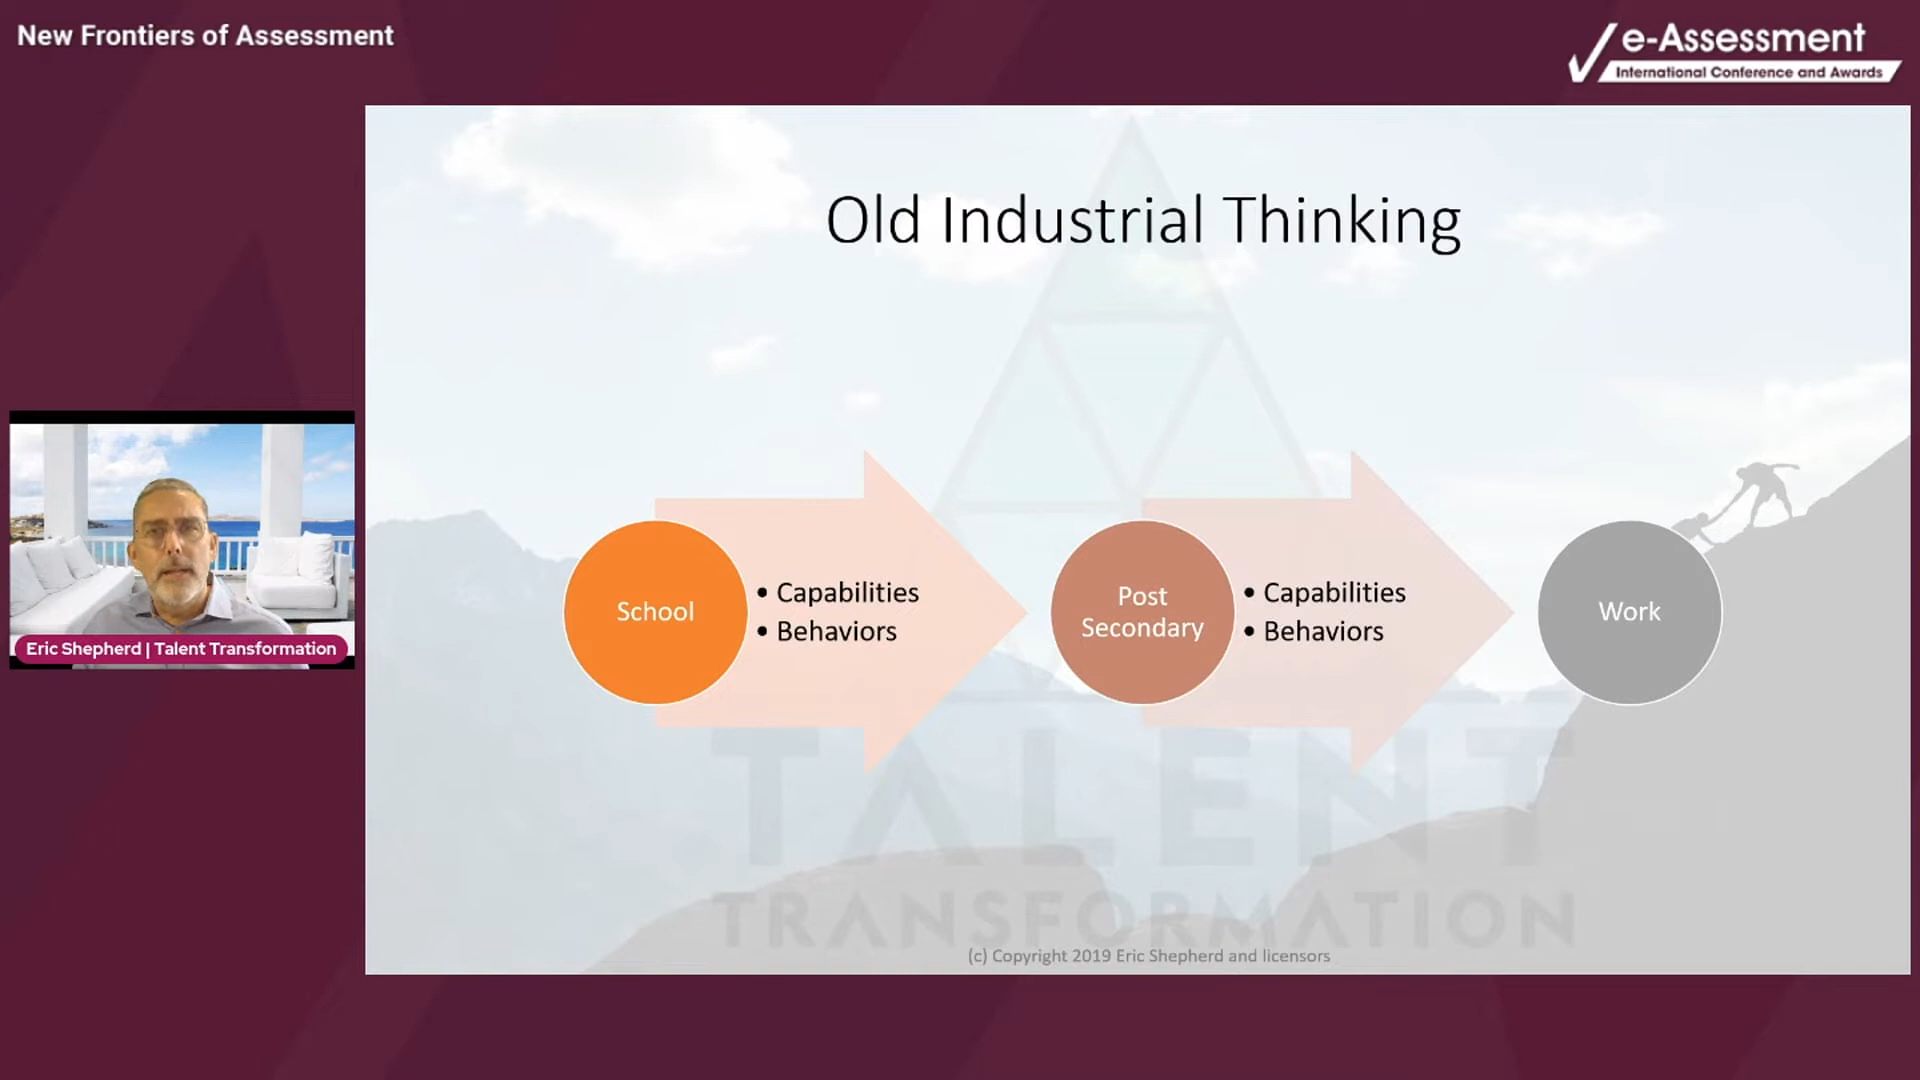 New Frontiers of Assessment
e-Assessment
International Conference and Awards
Old Industrial Thinking
School
• Capabilities
• Behaviors
Post
Secondary
• Capabilities
• Behaviors
Work
Eric Shepherd | Talent Transformation
TALENT
TRANSFORMATION
(c) Copyright 2019 Eric Shepherd and licensors